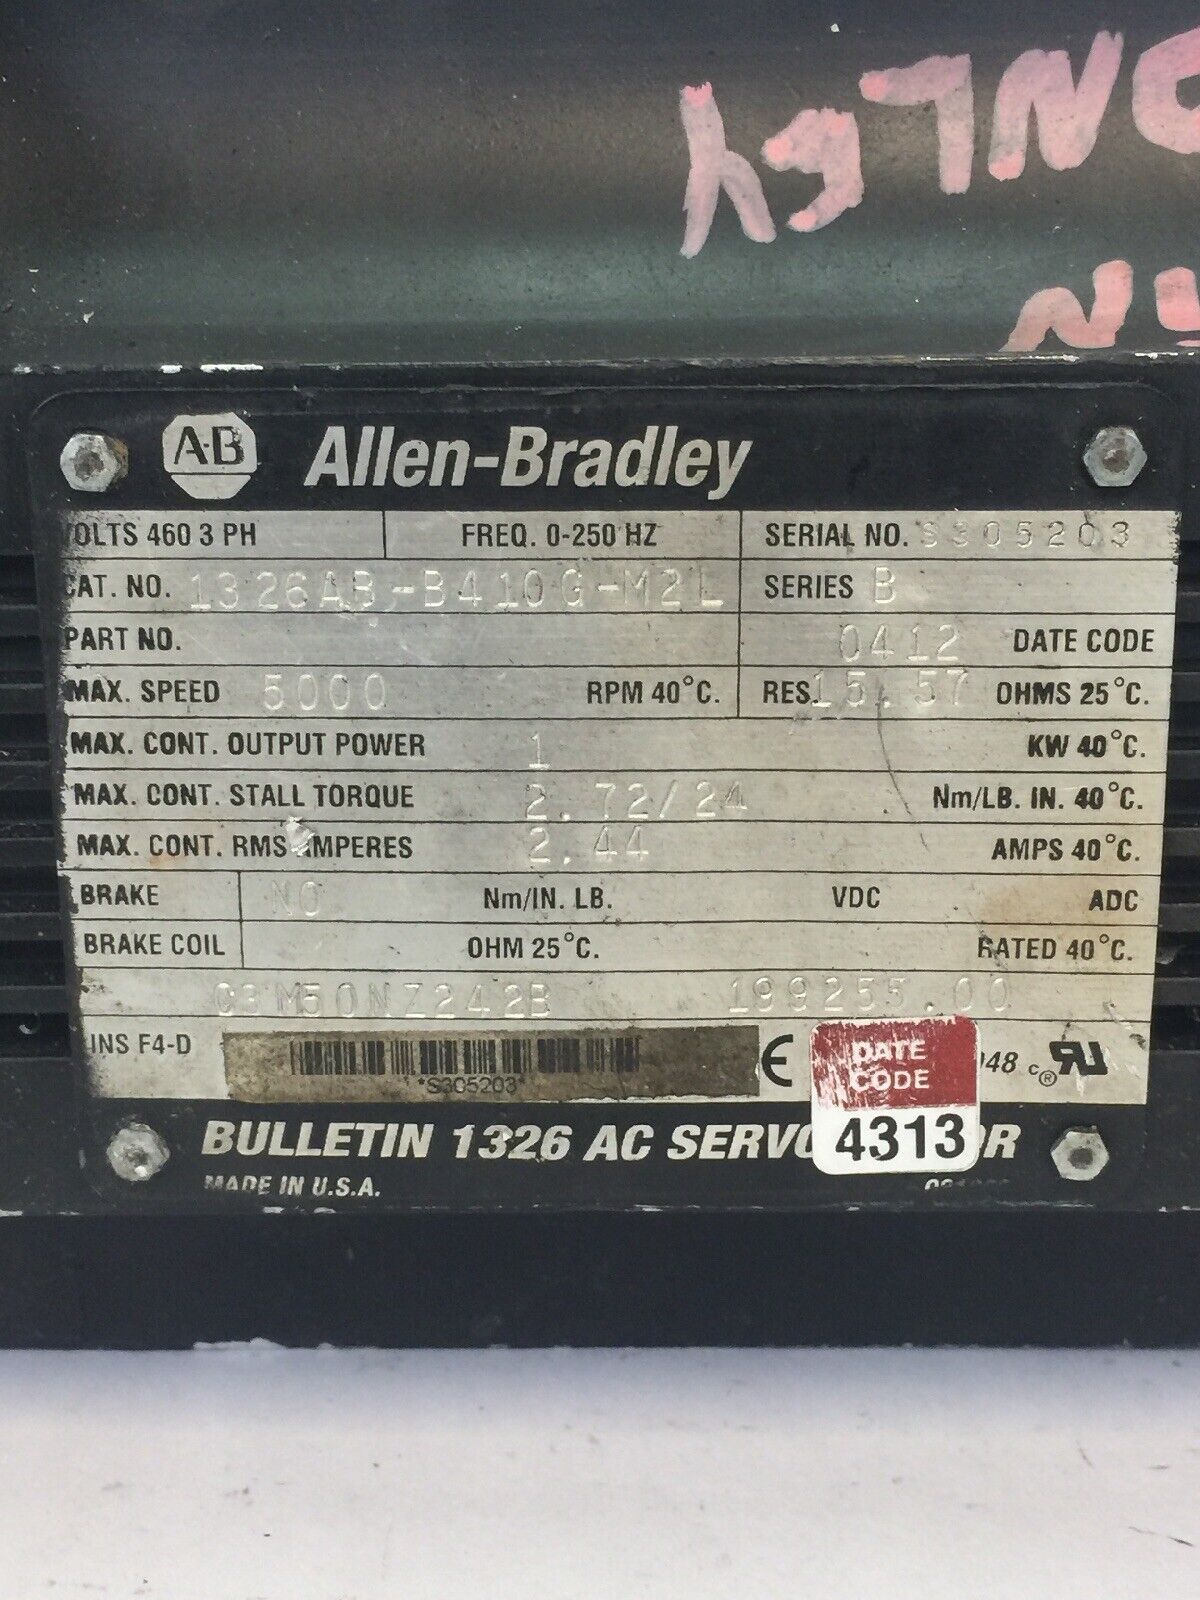 A-B Allen-Bradley
VOLTS 460 3 PH FREQ. 0-250 HZ SERIAL NO. S305203
CAT. NO. 1326AB-B410G-M2L SERIES B
PART NO. 0412 DATE CODE
MAX. SPEED 5000 RPM 40°C. RES. 15.57 OHMS 25°C.
MAX. CONT. OUTPUT POWER 1 KW 40°C.
MAX. CONT. STALL TORQUE 2.72/24 Nm/LB. IN. 40°C.
MAX. CONT. RMS AMPERES 2.44 AMPS 40°C.
BRAKE NO Nm/IN. LB. VDC ADC
BRAKE COIL OHM 25°C. RATED 40°C.
C3M50NZ242B 199255.00
INS F4-D *S305203* CE
DATE
CODE
4313
BULLETIN 1326 AC SERVO
MADE IN U.S.A.